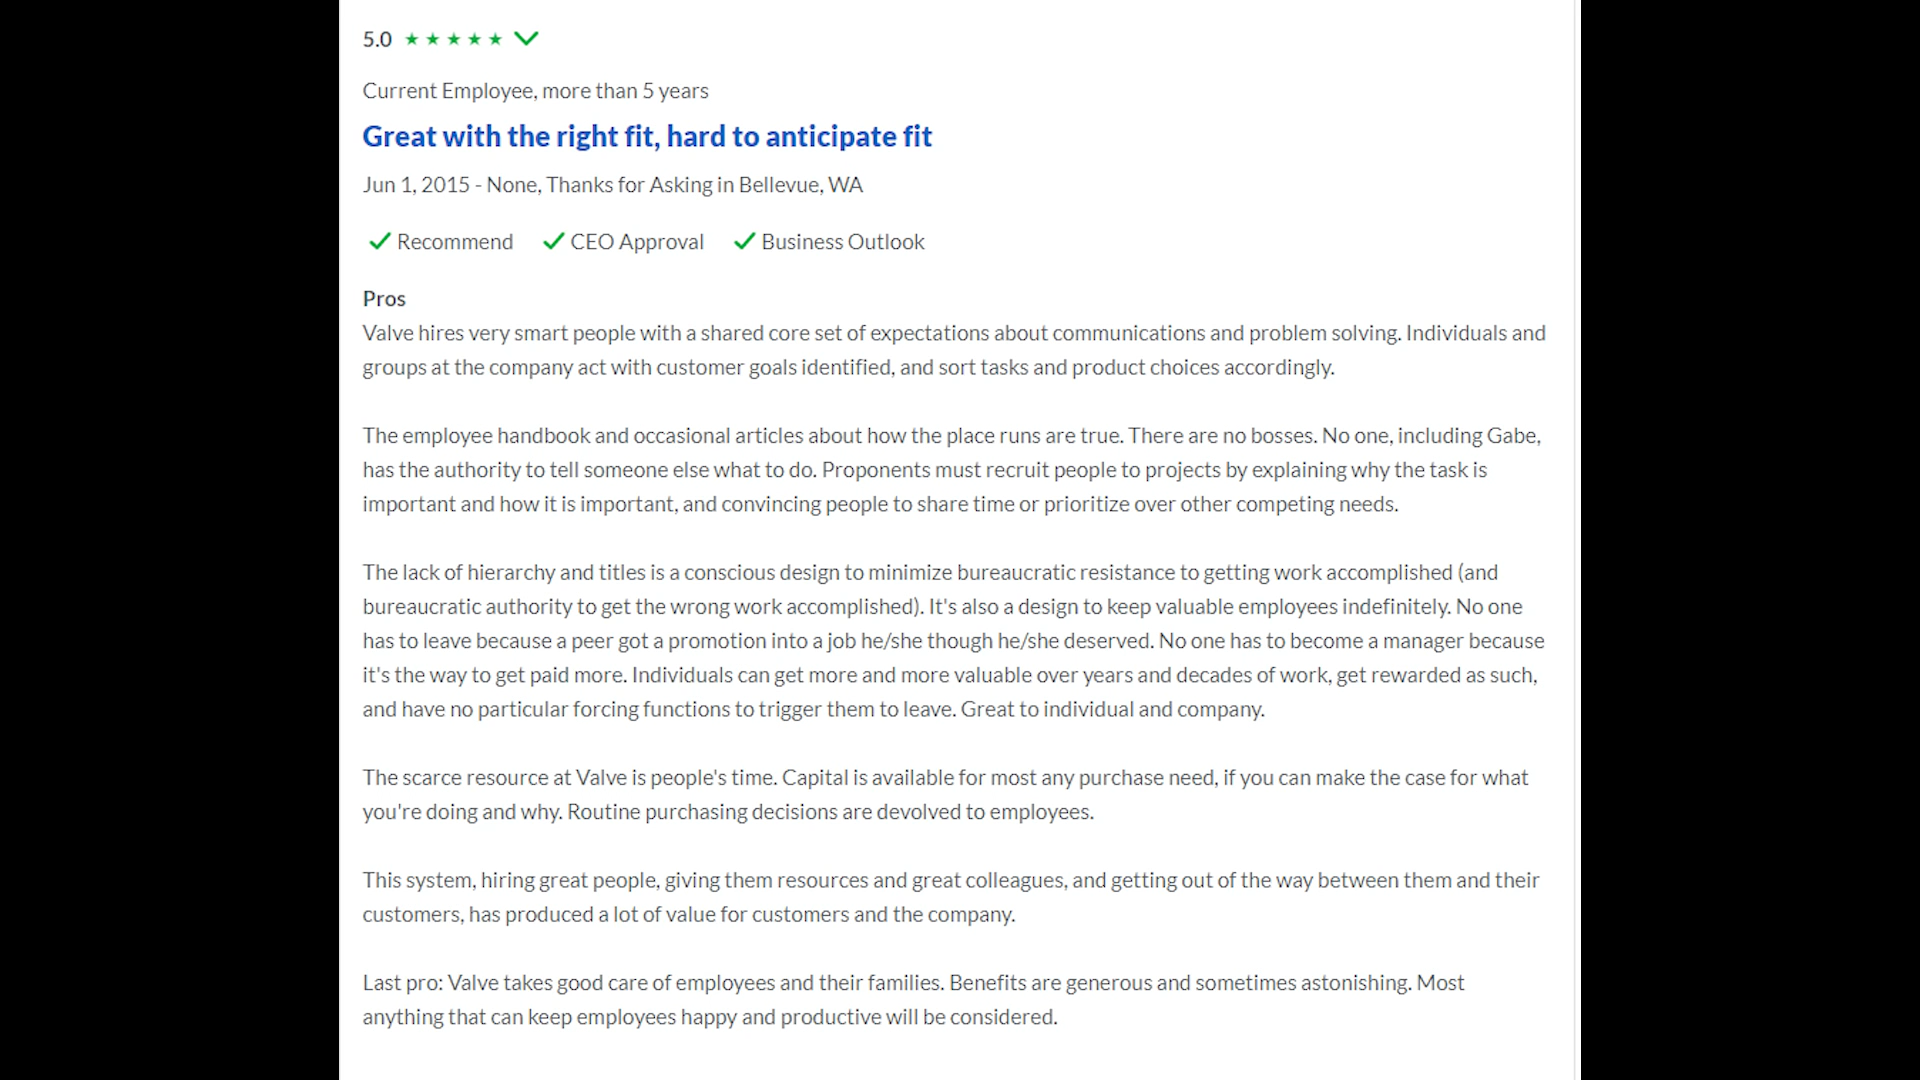 5.0 ★ ★ ★ ★ ★
Current Employee, more than 5 years
Great with the right fit, hard to anticipate fit
Jun 1, 2015 - None, Thanks for Asking in Bellevue, WA
Recommend CEO Approval Business Outlook
Pros
Valve hires very smart people with a shared core set of expectations about communications and problem solving. Individuals and
groups at the company act with customer goals identified, and sort tasks and product choices accordingly.
The employee handbook and occasional articles about how the place runs are true. There are no bosses. No one, including Gabe,
has the authority to tell someone else what to do. Proponents must recruit people to projects by explaining why the task is
important and how it is important, and convincing people to share time or prioritize over other competing needs.
The lack of hierarchy and titles is a conscious design to minimize bureaucratic resistance to getting work accomplished (and
bureaucratic authority to get the wrong work accomplished). It's also a design to keep valuable employees indefinitely. No one
has to leave because a peer got a promotion into a job he/she though he/she deserved. No one has to become a manager because
it's the way to get paid more. Individuals can get more and more valuable over years and decades of work, get rewarded as such,
and have no particular forcing functions to trigger them to leave. Great to individual and company.
The scarce resource at Valve is people's time. Capital is available for most any purchase need, if you can make the case for what
you're doing and why. Routine purchasing decisions are devolved to employees.
This system, hiring great people, giving them resources and great colleagues, and getting out of the way between them and their
customers, has produced a lot of value for customers and the company.
Last pro: Valve takes good care of employees and their families. Benefits are generous and sometimes astonishing. Most
anything that can keep employees happy and productive will be considered.